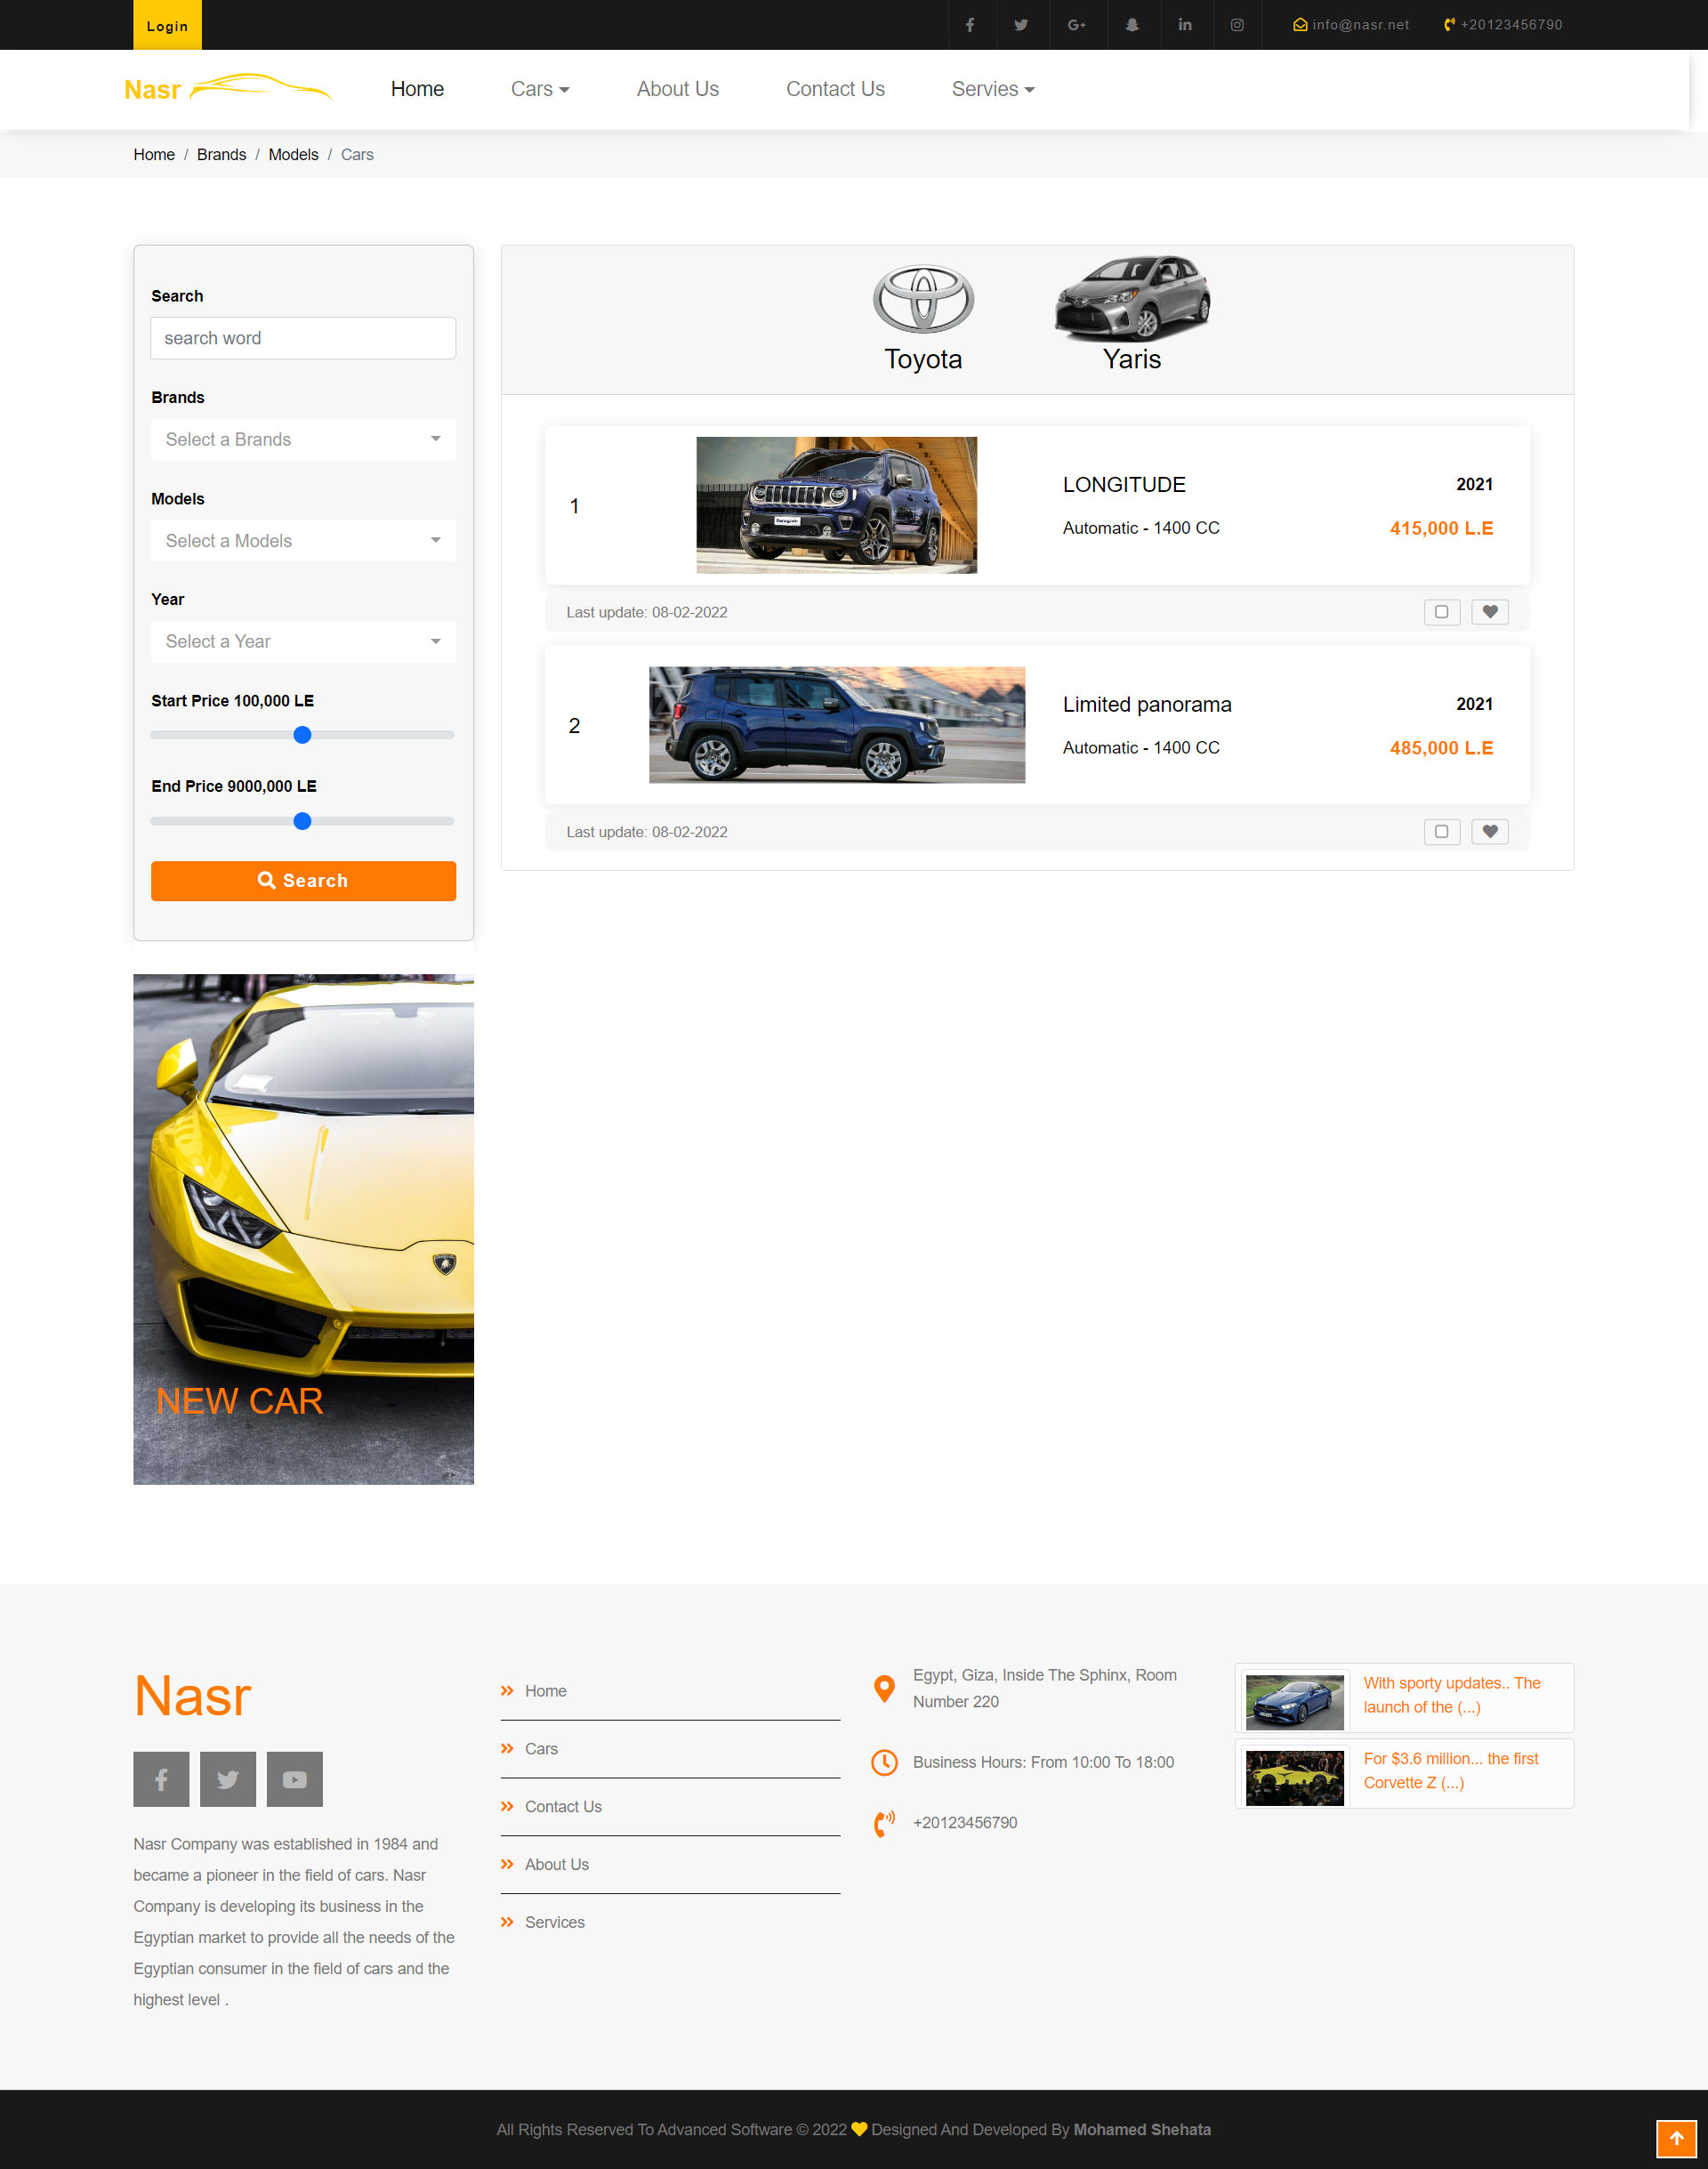 Login
info@nasr.net
+20123456790
Nasr
Home
Cars
About Us
Contact Us
Servies
Home / Brands / Models / Cars
Search
search word
Brands
Select a Brands
Models
Select a Models
Year
Select a Year
Start Price 100,000 LE
End Price 9000,000 LE
Search
NEW CAR
Toyota
Yaris
1
LONGITUDE
2021
Automatic - 1400 CC
415,000 L.E
Last update: 08-02-2022
2
Limited panorama
2021
Automatic - 1400 CC
485,000 L.E
Last update: 08-02-2022
Nasr
Nasr Company was established in 1984 and
became a pioneer in the field of cars. Nasr
Company is developing its business in the
Egyptian market to provide all the needs of the
Egyptian consumer in the field of cars and the
highest level .
Home
Cars
Contact Us
About Us
Services
Egypt, Giza, Inside The Sphinx, Room
Number 220
Business Hours: From 10:00 To 18:00
+20123456790
With sporty updates.. The
launch of the (...)
For $3.6 million... the first
Corvette Z (...)
All Rights Reserved To Advanced Software © 2022 Designed And Developed By Mohamed Shehata